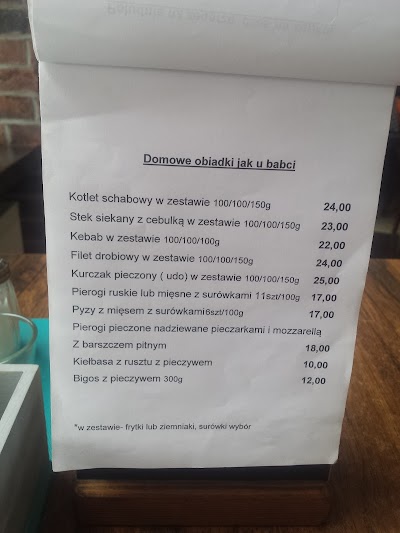 Domowe obiadki jak u babci
Kotlet schabowy w zestawie 100/100/150g 24,00
Stek siekany z cebulką w zestawie 100/100/150g 23,00
Kebab w zestawie 100/100/100g 22,00
Filet drobiowy w zestawie 100/100/150g 24,00
Kurczak pieczony ( udo) w zestawie 100/100/150g 25,00
Pierogi ruskie lub mięsne z surówkami 11szt/100g 17,00
Pyzy z mięsem z surówkami6szt/100g 17,00
Pierogi pieczone nadziewane pieczarkami i mozzarellą
Z barszczem pitnym 18,00
Kiełbasa z rusztu z pieczywem 10,00
Bigos z pieczywem 300g 12,00
*w zestawie- frytki lub ziemniaki, surówki wybór